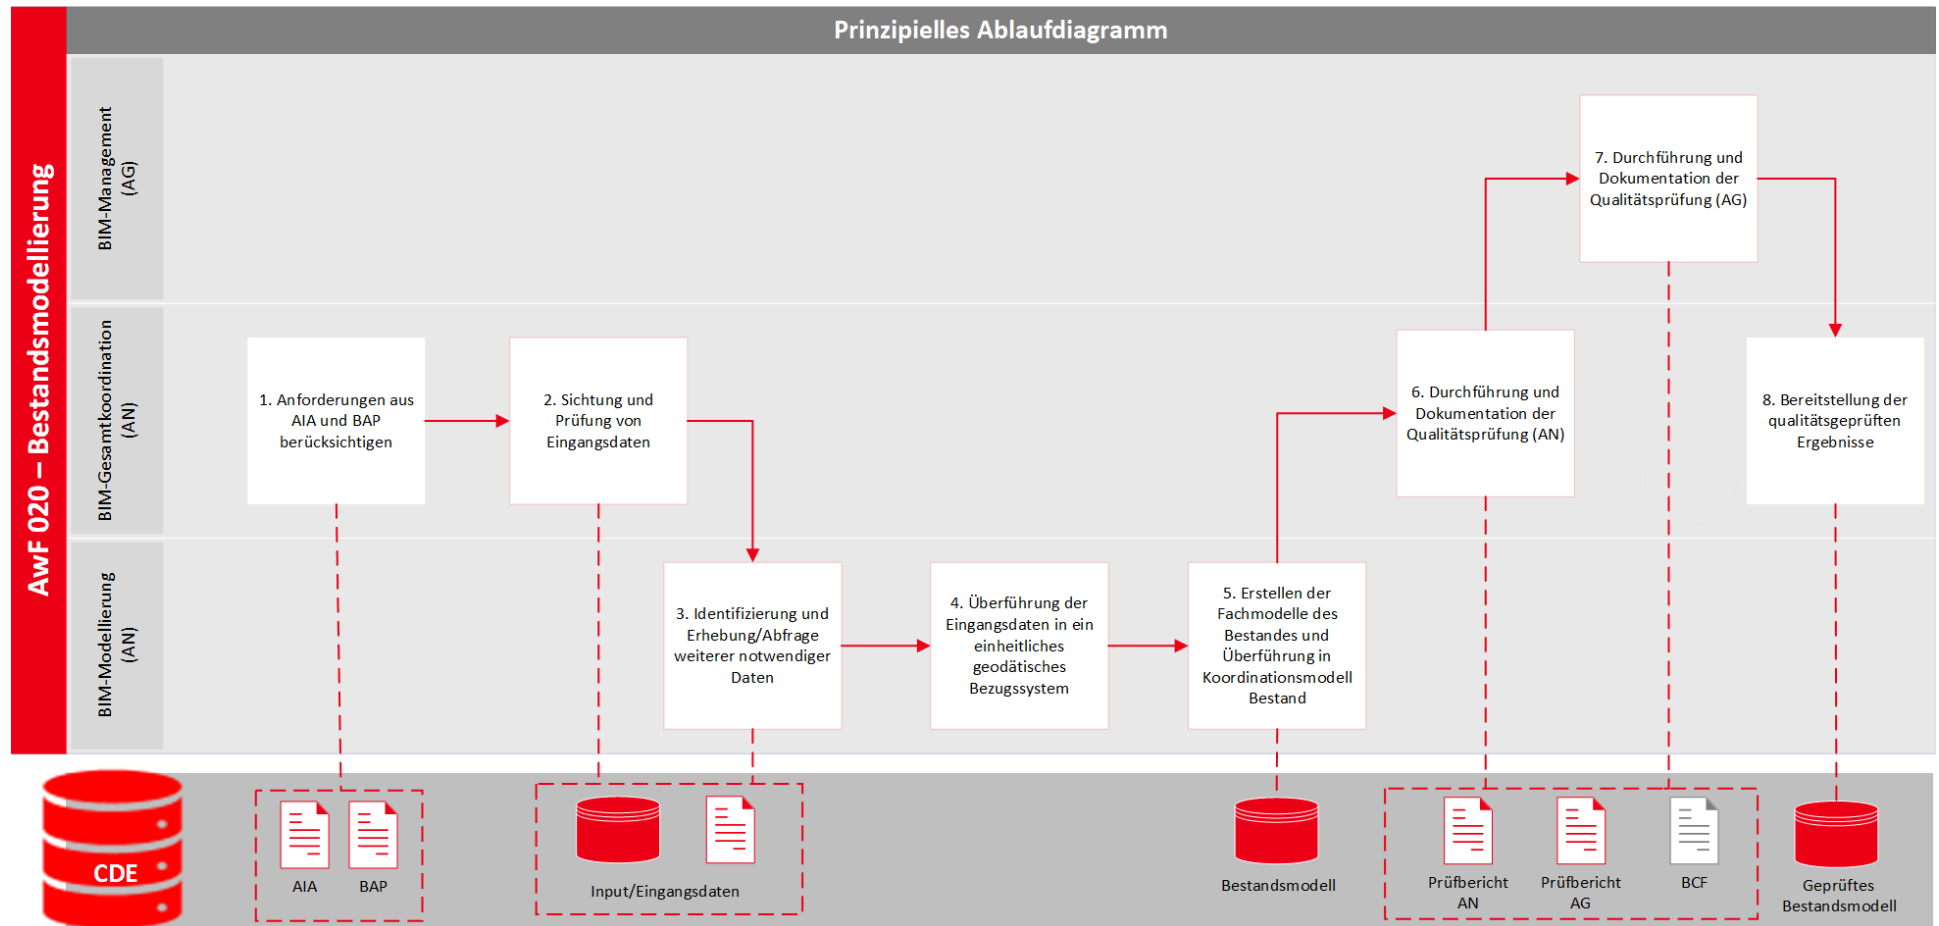 Prinzipielles Ablaufdiagramm
AwF 020 – Bestandsmodellierung
BIM-Management
(AG)
7. Durchführung und
Dokumentation der
Qualitätsprüfung (AG)
BIM-Gesamtkoordination
(AN)
1. Anforderungen aus
AIA und BAP
berücksichtigen
2. Sichtung und
Prüfung von
Eingangsdaten
6. Durchführung und
Dokumentation der
Qualitätsprüfung (AN)
8. Bereitstellung der
qualitätsgeprüften
Ergebnisse
BIM-Modellierung
(AN)
3. Identifizierung und
Erhebung/Abfrage
weiterer notwendiger
Daten
4. Überführung der
Eingangsdaten in ein
einheitliches
geodätisches
Bezugssystem
5. Erstellen der
Fachmodelle des
Bestandes und
Überführung in
Koordinationsmodell
Bestand
CDE
AIA
BAP
Input/Eingangsdaten
Bestandsmodell
Prüfbericht
AN
Prüfbericht
AG
BCF
Geprüftes
Bestandsmodell